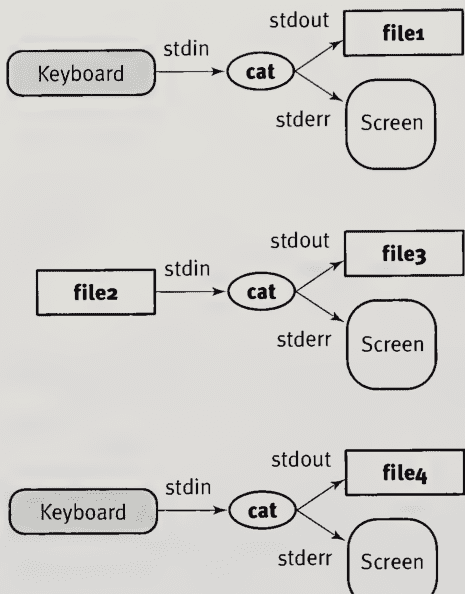 stdout
file1
stdin
Keyboard
cat
stderr
Screen
stdout
file3
stdin
file2
cat
stderr
Screen
stdout
file4
stdin
Keyboard
cat
stderr
Screen